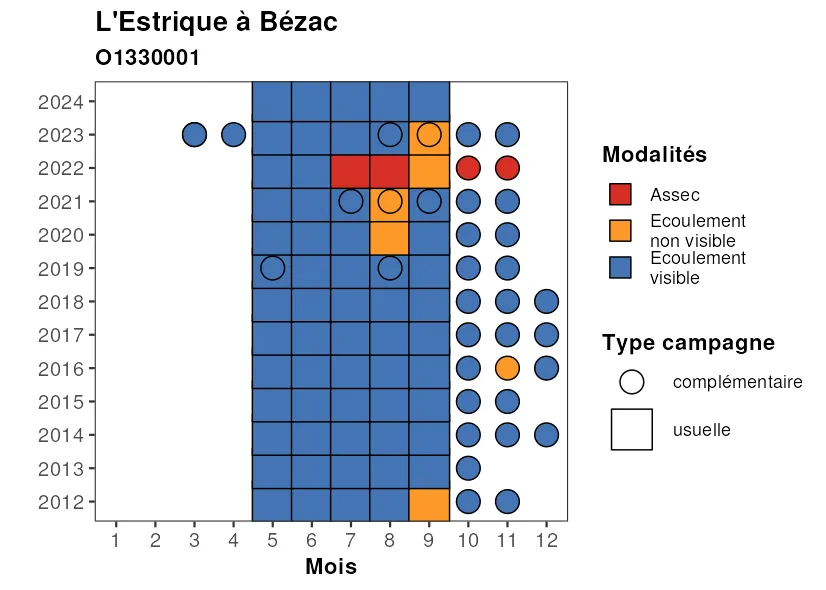 L'Estrique à Bézac
O1330001
2024
2023
2022
2021
2020
2019
2018
2017
2016
2015
2014
2013
2012
1 2 3 4 5 6 7 8 9 10 11 12
Mois
Modalités
Assec
Ecoulement
non visible
Ecoulement
visible
Type campagne
complémentaire
usuelle